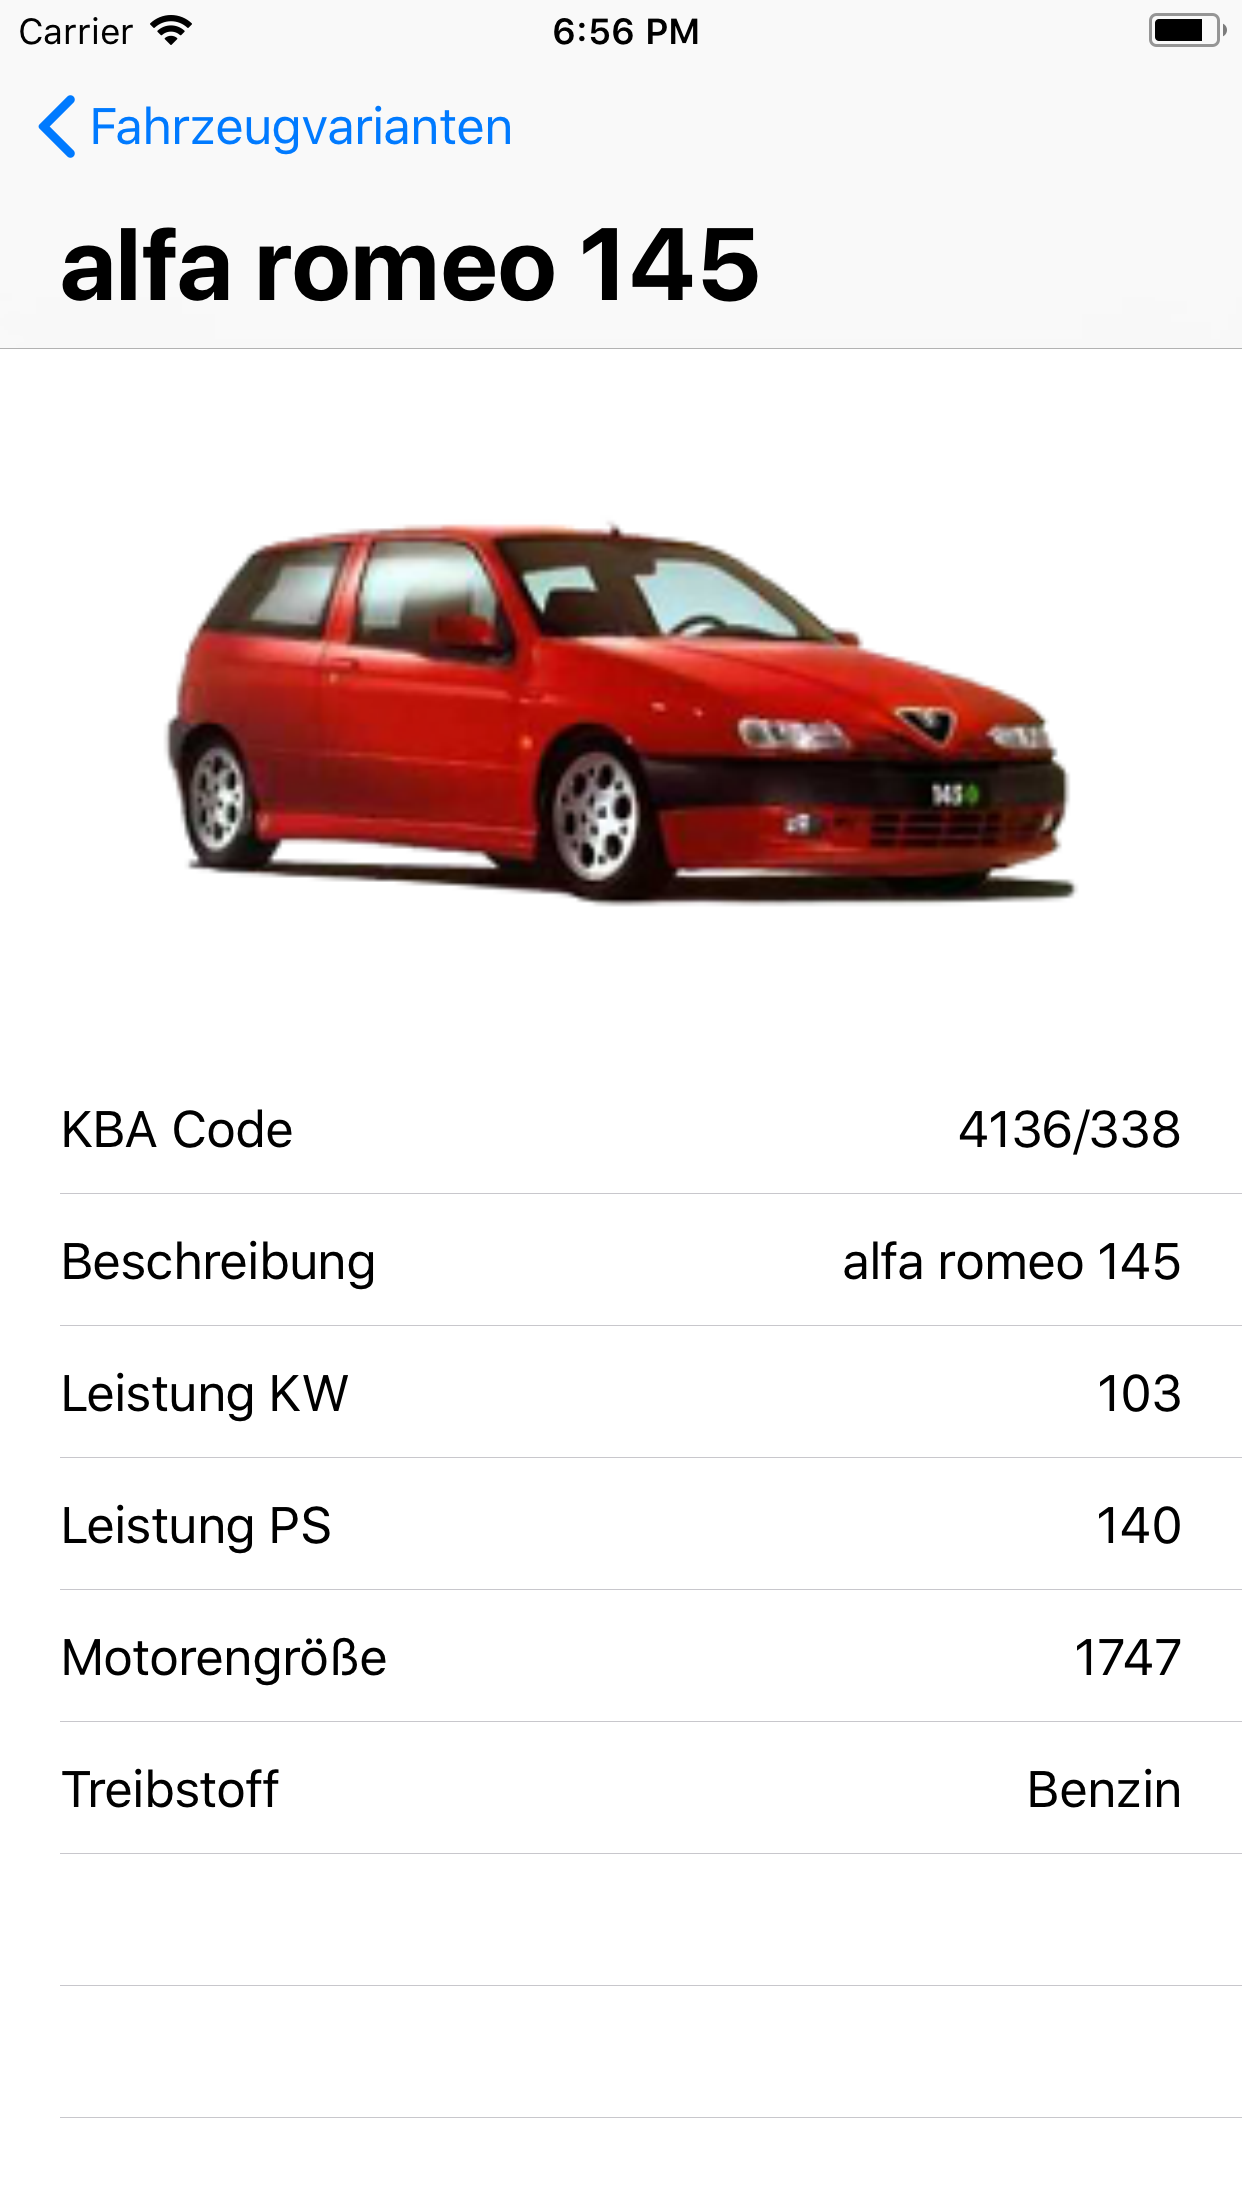 Carrier 6:56 PM
Fahrzeugvarianten
alfa romeo 145
145
KBA Code 4136/338
Beschreibung alfa romeo 145
Leistung KW 103
Leistung PS 140
Motorengröße 1747
Treibstoff Benzin